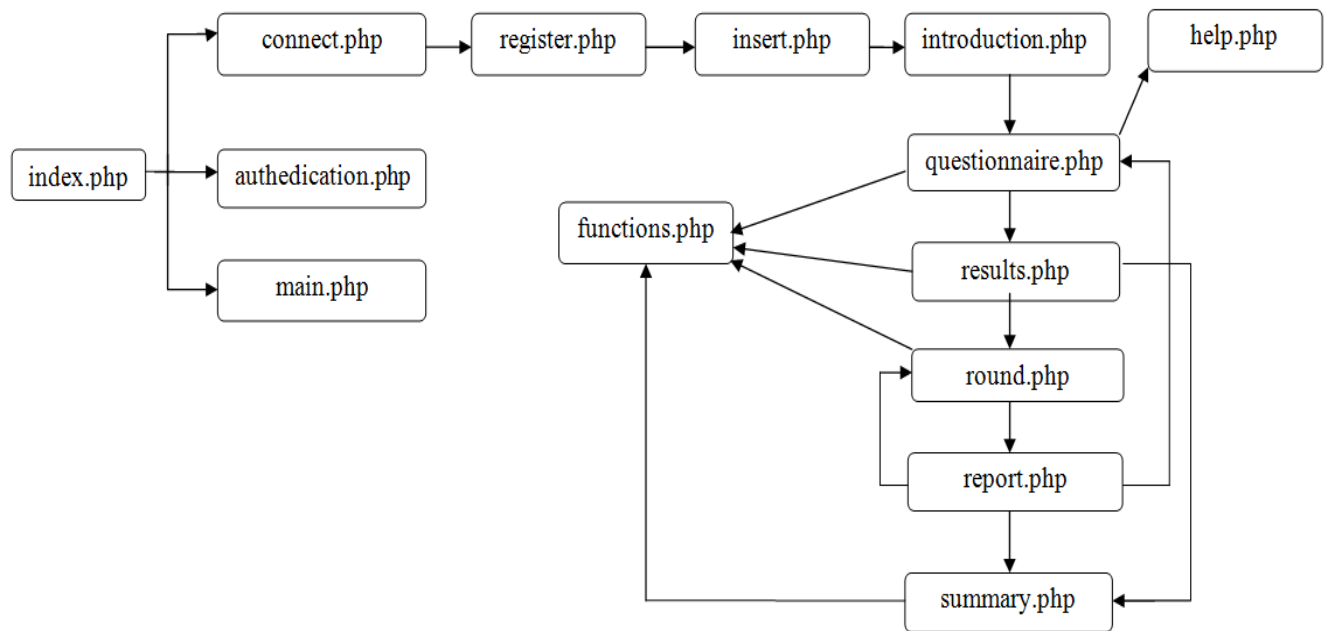 connect.php
register.php
insert.php
introduction.php
help.php
index.php
authedication.php
questionnaire.php
functions.php
results.php
main.php
round.php
report.php
summary.php